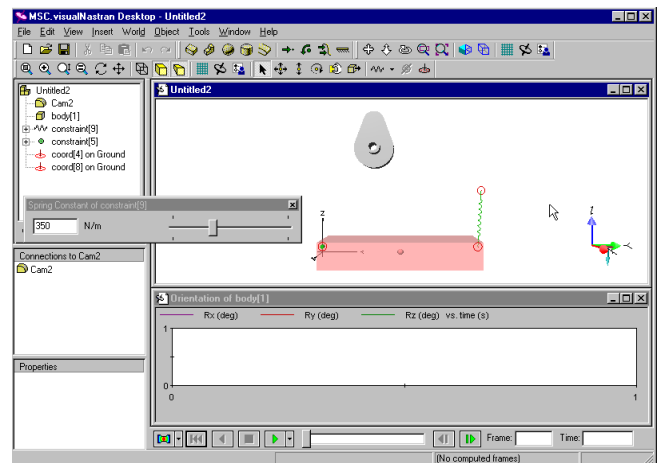 MSC.visualNastran Desktop - Untitled2
File Edit View Insert World Object Tools Window Help
Untitled2
Cam2
body[1]
constraint[9]
constraint[5]
coord[4] on Ground
coord[8] on Ground
Spring Constant of constraint[9]
350 N/m
Connections to Cam2
Cam2
Properties
Untitled2
z
Orientation of body[1]
Rx (deg) Ry (deg) Rz (deg) vs. time (s)
1
0
0 1
Frame: Time:
(No computed frames)